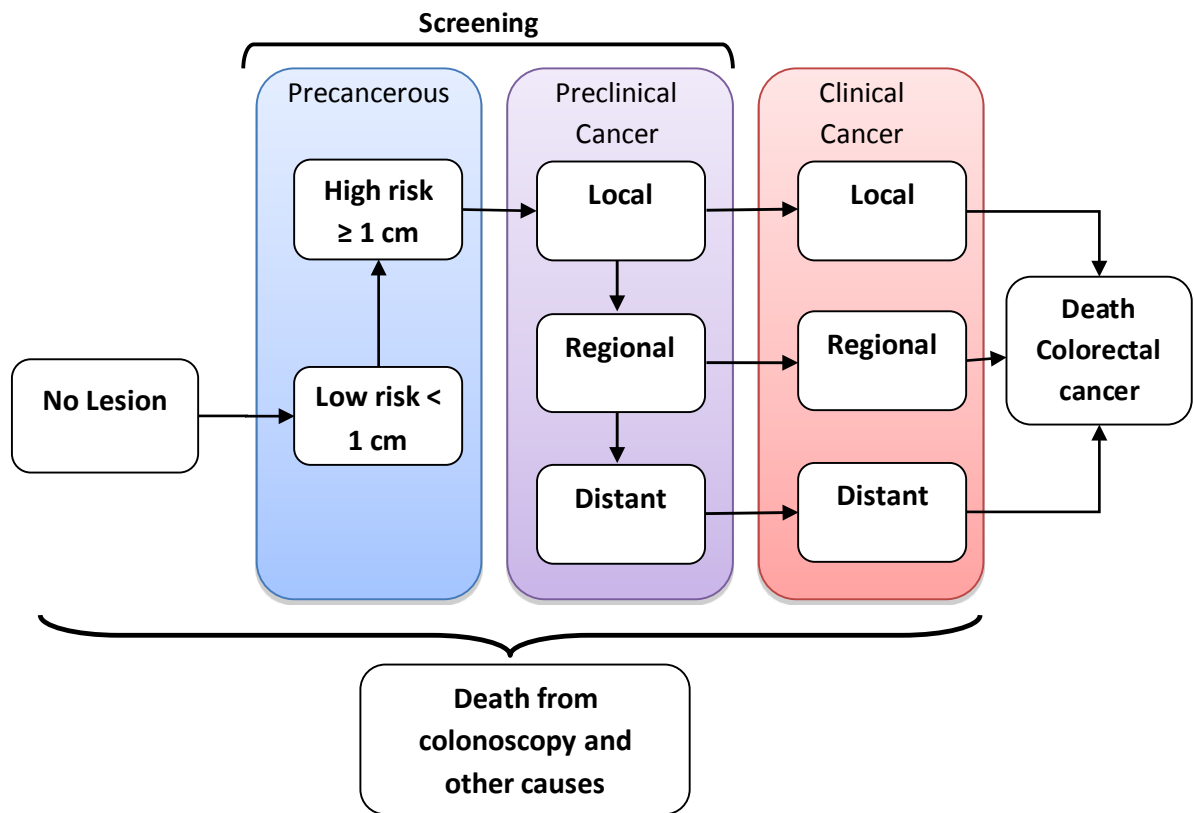 Screening
Precancerous
Preclinical
Cancer
Clinical
Cancer
High risk
≥ 1 cm
Local
Local
Death
Colorectal
cancer
Regional
Regional
No Lesion
Low risk <
1 cm
Distant
Distant
Death from
colonoscopy and
other causes